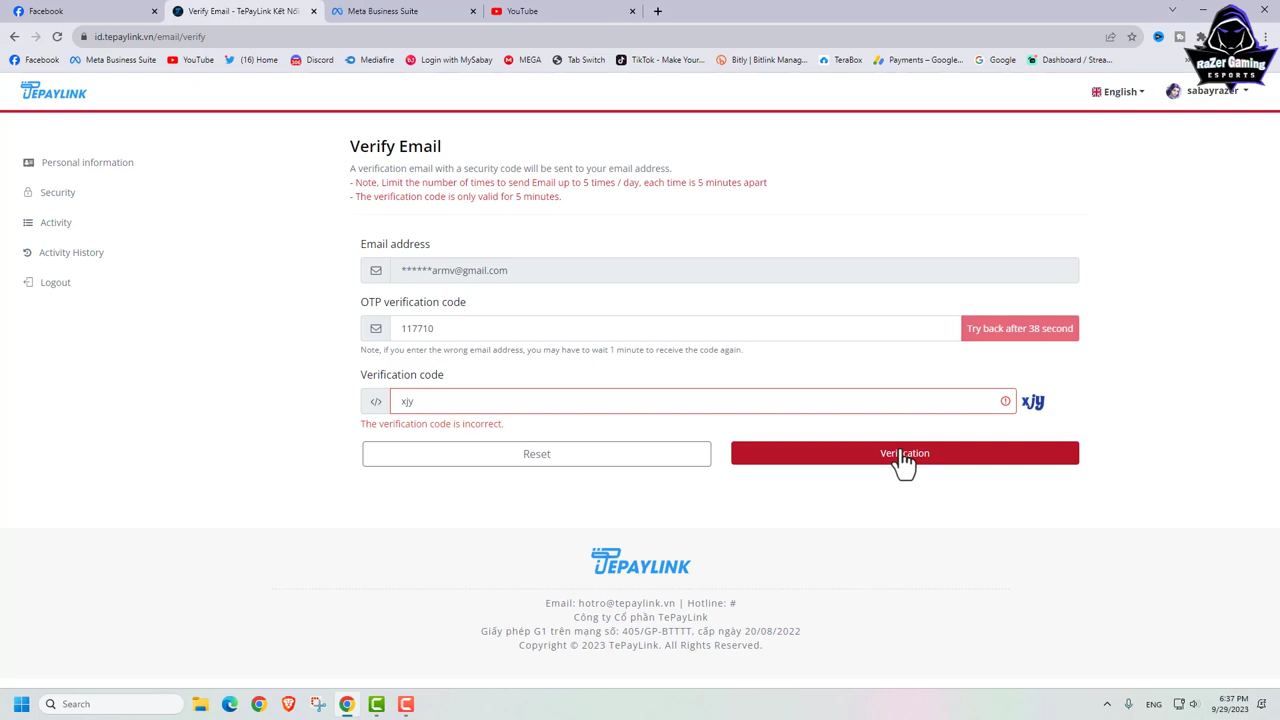 Facebook
Verify Email - TePayLink Kết Nối
Meta Business Suite
YouTube
id.tepaylink.vn/email/verify
Facebook
Meta Business Suite
YouTube
(16) Home
Discord
Mediafire
Login with MySabay
MEGA
Tab Switch
TikTok - Make Your...
Bitly | Bitlink Manag...
TeraBox
Payments – Google...
Google
Dashboard / Strea...
RaZer Gaming
ESPORTS
TEPAYLINK
English
sabayrazer
Personal information
Security
Activity
Activity History
Logout
Verify Email
A verification email with a security code will be sent to your email address.
- Note, Limit the number of times to send Email up to 5 times / day, each time is 5 minutes apart
- The verification code is only valid for 5 minutes.
Email address
******armv@gmail.com
OTP verification code
117710
Try back after 38 second
Note, if you enter the wrong email address, you may have to wait 1 minute to receive the code again.
Verification code
xjy
xjy
The verification code is incorrect.
Reset
Verification
TEPAYLINK
Email: hotro@tepaylink.vn | Hotline: #
Công ty Cổ phần TePayLink
Giấy phép G1 trên mạng số: 405/GP-BTTTT, cấp ngày 20/08/2022
Copyright © 2023 TePayLink. All Rights Reserved.
Search
ENG
6:37 PM
9/29/2023